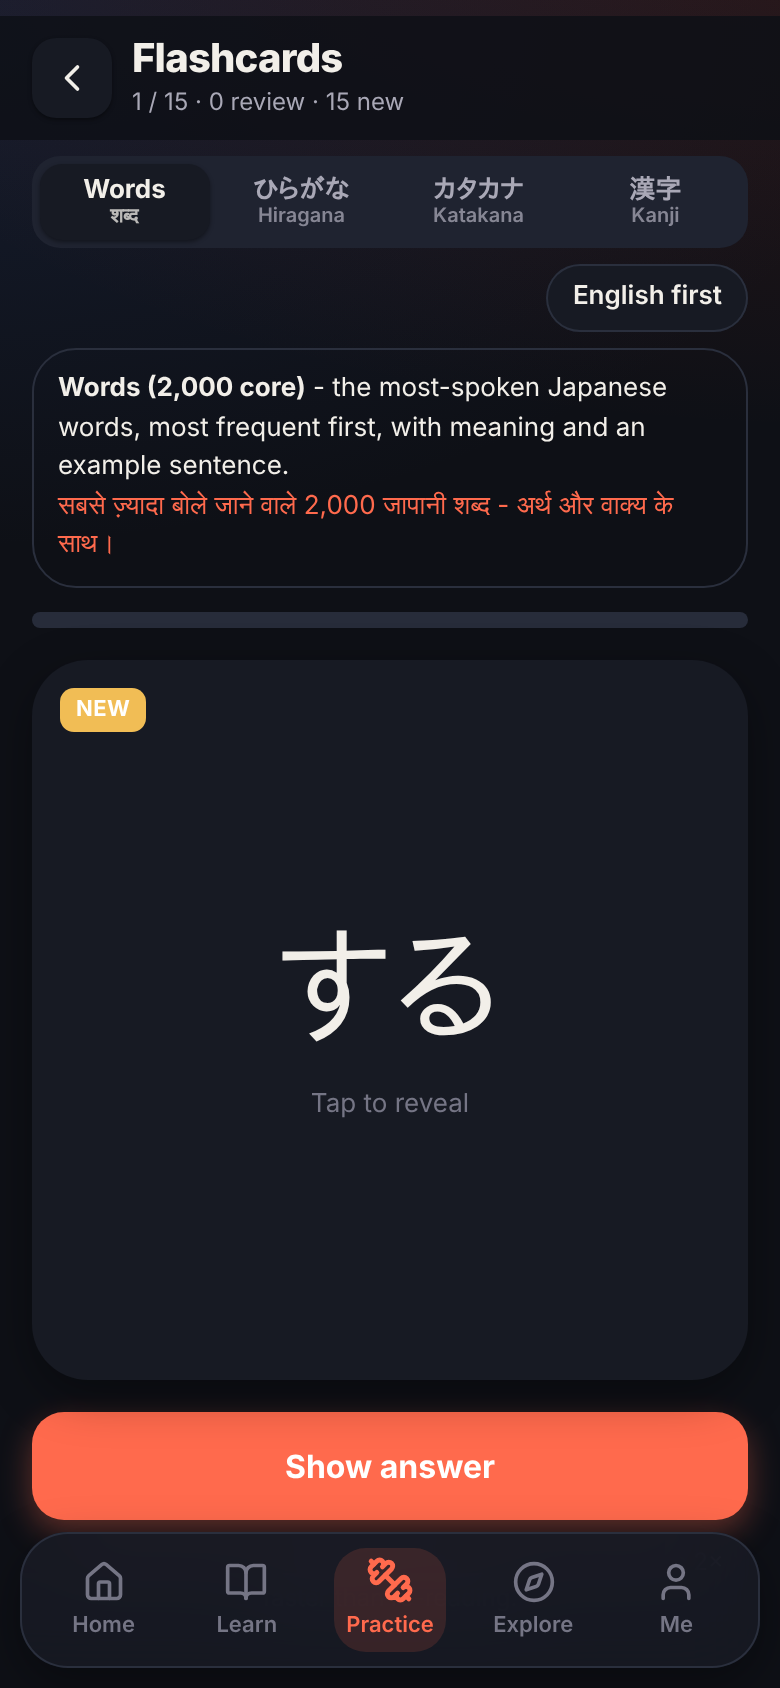 Flashcards
1 / 15 · 0 review · 15 new
Words
शब्द
ひらがな
Hiragana
カタカナ
Katakana
漢字
Kanji
English first
Words (2,000 core) - the most-spoken Japanese
words, most frequent first, with meaning and an
example sentence.
सबसे ज़्यादा बोले जाने वाले 2,000 जापानी शब्द - अर्थ और वाक्य के
साथ।
NEW
する
Tap to reveal
Show answer
Home
Learn
Practice
Explore
Me